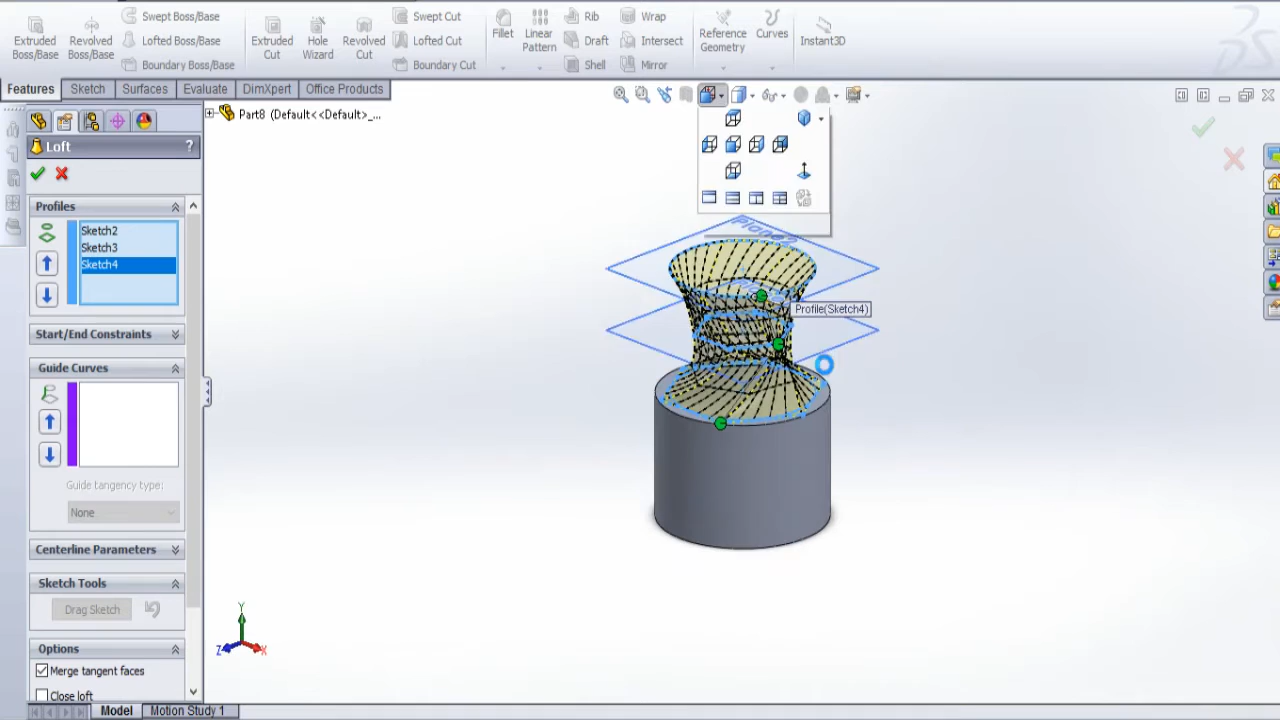 Extruded Boss/Base
Revolved Boss/Base
Swept Boss/Base
Lofted Boss/Base
Boundary Boss/Base
Extruded Cut
Hole Wizard
Revolved Cut
Swept Cut
Lofted Cut
Boundary Cut
Fillet
Linear Pattern
Rib
Draft
Shell
Wrap
Intersect
Mirror
Reference Geometry
Curves
Instant3D
Features
Sketch
Surfaces
Evaluate
DimXpert
Office Products
Part8 (Default<<Default>_...
Loft
?
Profiles
Sketch2
Sketch3
Sketch4
Start/End Constraints
Guide Curves
Guide tangency type:
None
Centerline Parameters
Sketch Tools
Drag Sketch
Options
Merge tangent faces
Close loft
Plane2
Profile(Sketch4)
Y
Z
X
Model
Motion Study 1